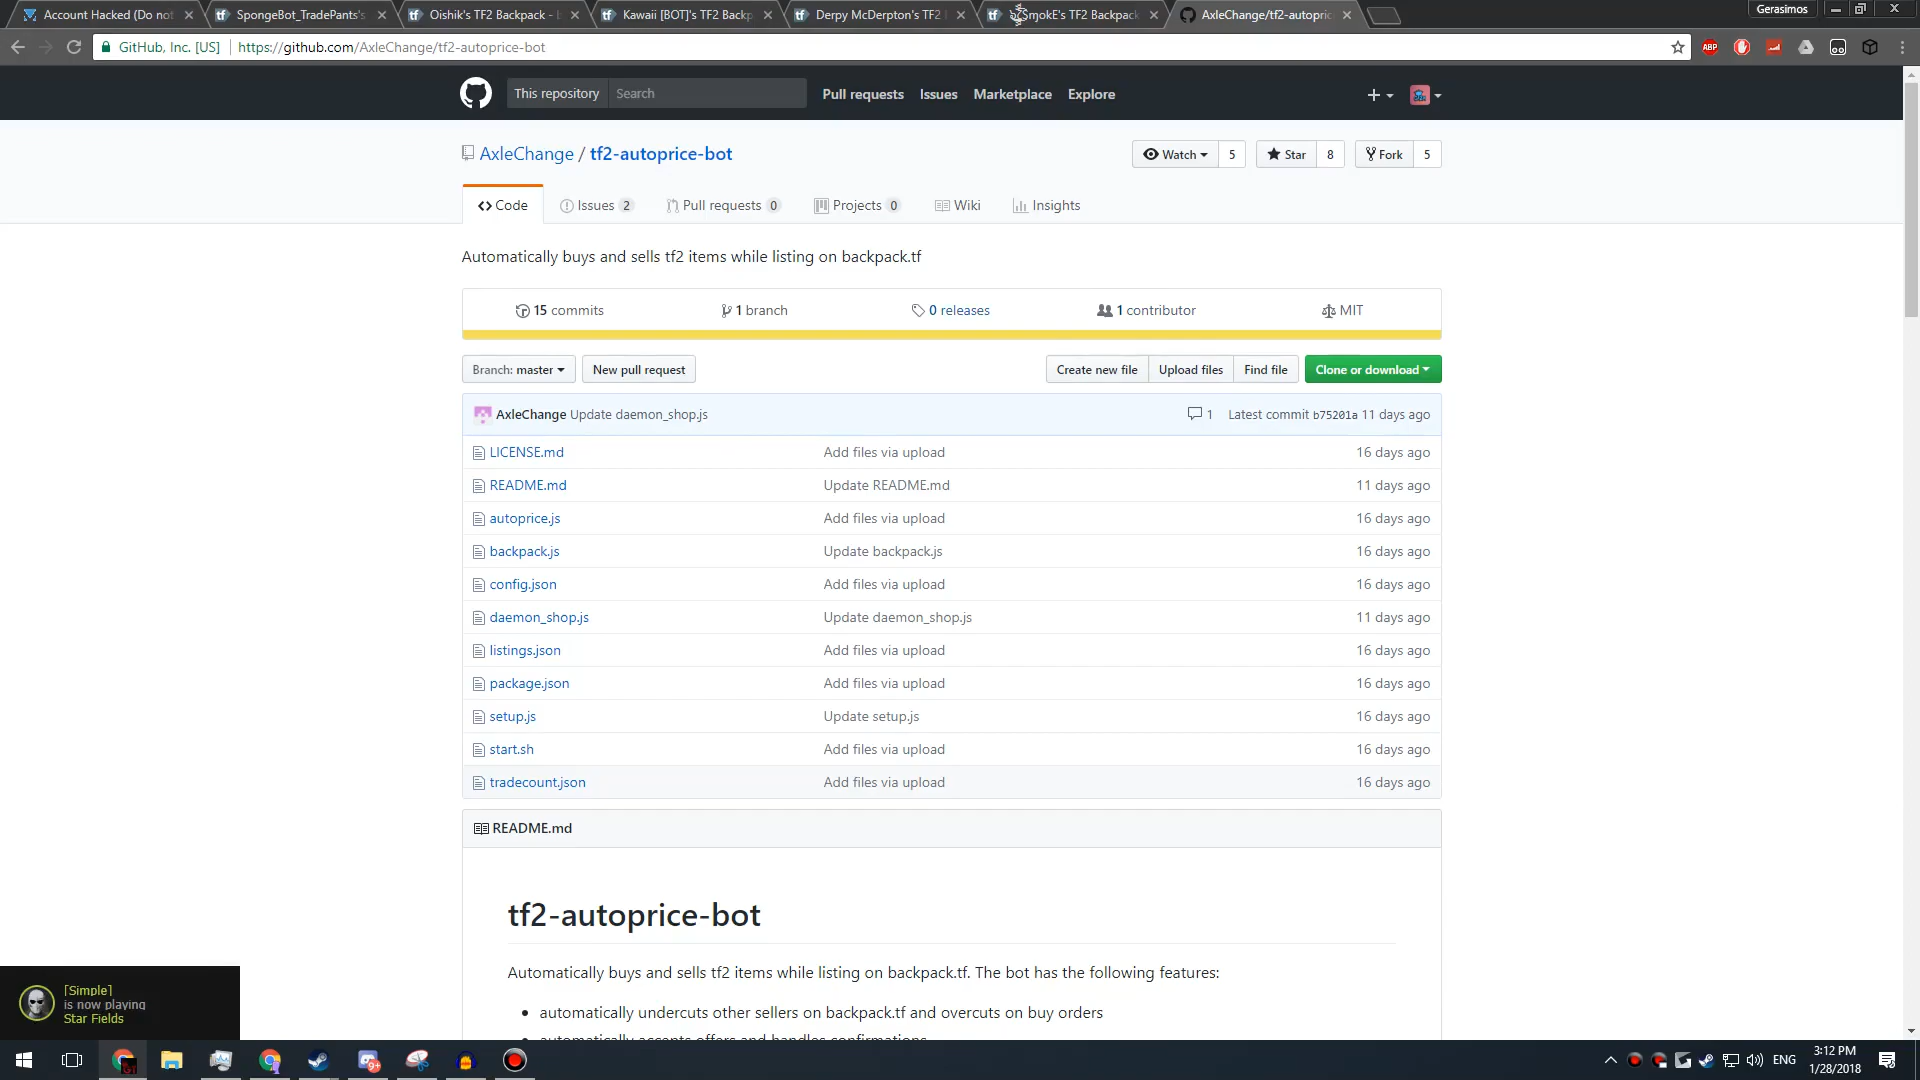 Account Hacked (Do not
SpongeBot_TradePants's
Oishik's TF2 Backpack -
Kawaii [BOT]'s TF2 Backp
Derpy McDerpton's TF2
SmokE's TF2 Backpack
AxleChange/tf2-autopric
Gerasimos
GitHub, Inc. [US]
https://github.com/AxleChange/tf2-autoprice-bot
ABP
This repository
Search
Pull requests
Issues
Marketplace
Explore
AxleChange / tf2-autoprice-bot
Watch
5
Star
8
Fork
5
Code
Issues 2
Pull requests 0
Projects 0
Wiki
Insights
Automatically buys and sells tf2 items while listing on backpack.tf
15 commits
1 branch
0 releases
1 contributor
MIT
Branch: master
New pull request
Create new file
Upload files
Find file
Clone or download
AxleChange Update daemon_shop.js
1
Latest commit b75201a 11 days ago
LICENSE.md Add files via upload 16 days ago
README.md Update README.md 11 days ago
autoprice.js Add files via upload 16 days ago
backpack.js Update backpack.js 16 days ago
config.json Add files via upload 16 days ago
daemon_shop.js Update daemon_shop.js 11 days ago
listings.json Add files via upload 16 days ago
package.json Add files via upload 16 days ago
setup.js Update setup.js 16 days ago
start.sh Add files via upload 16 days ago
tradecount.json Add files via upload 16 days ago
README.md
tf2-autoprice-bot
Automatically buys and sells tf2 items while listing on backpack.tf. The bot has the following features:
automatically undercuts other sellers on backpack.tf and overcuts on buy orders
automatically accepts offers and handles confirmations
[Simple]
is now playing
Star Fields
9+
ENG
3:12 PM
1/28/2018